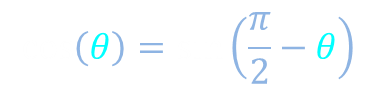 (θ) = (π/2 − θ)